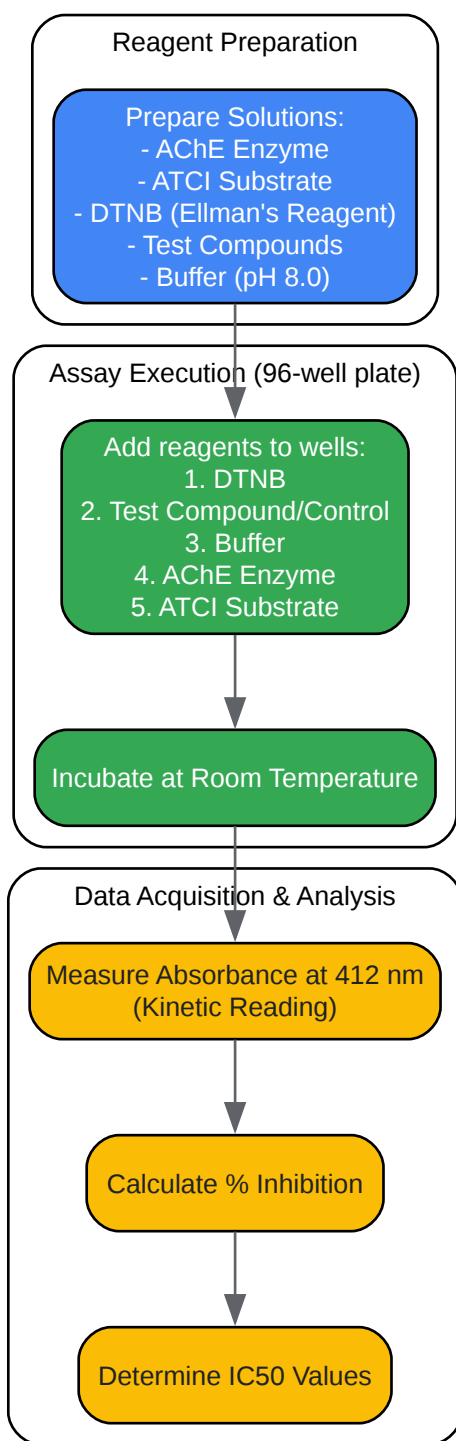 Reagent Preparation
Prepare Solutions:
- AChE Enzyme
- ATCI Substrate
- DTNB (Ellman's Reagent)
- Test Compounds
- Buffer (pH 8.0)
Assay Execution (96-well plate)
Add reagents to wells:
1. DTNB
2. Test Compound/Control
3. Buffer
4. AChE Enzyme
5. ATCI Substrate
Incubate at Room Temperature
Data Acquisition & Analysis
Measure Absorbance at 412 nm
(Kinetic Reading)
Calculate % Inhibition
Determine IC50 Values